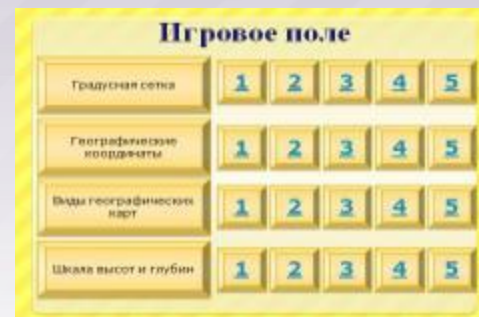 Игровое поле
Градусная сетка 1 2 3 4 5
Географические
координаты 1 2 3 4 5
Виды географических
карт 1 2 3 4 5
Шкала высот и глубин 1 2 3 4 5